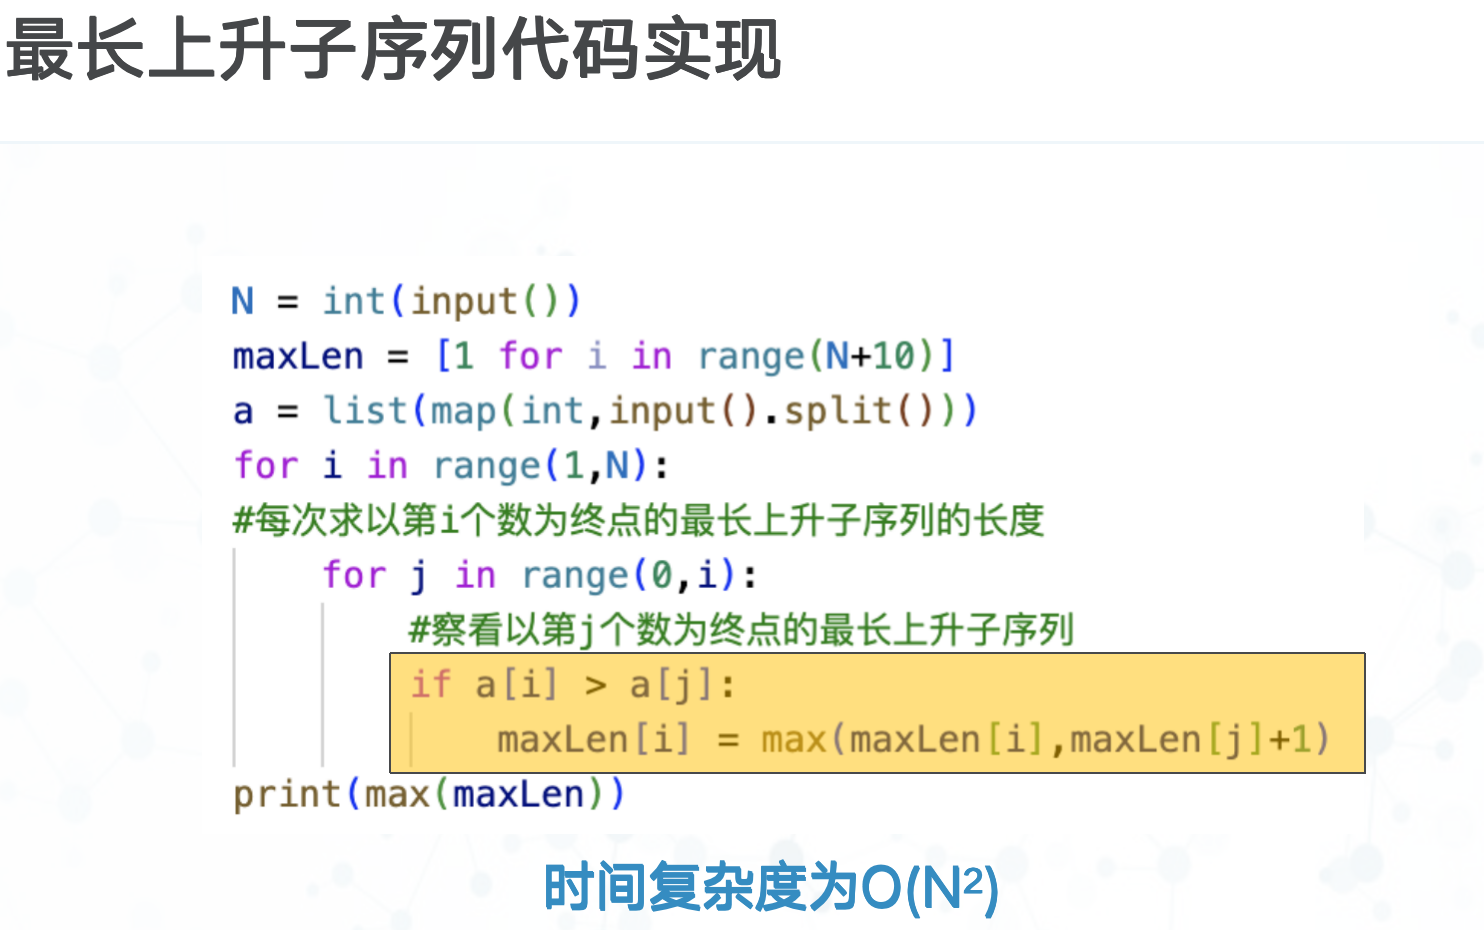 最长上升子序列代码实现
N = int(input())
maxLen = [1 for i in range(N+10)]
a = list(map(int,input().split()))
for i in range(1,N):
#每次求以第i个数为终点的最长上升子序列的长度
    for j in range(0,i):
        #察看以第j个数为终点的最长上升子序列
        if a[i] > a[j]:
            maxLen[i] = max(maxLen[i],maxLen[j]+1)
print(max(maxLen))
时间复杂度为O(N²)